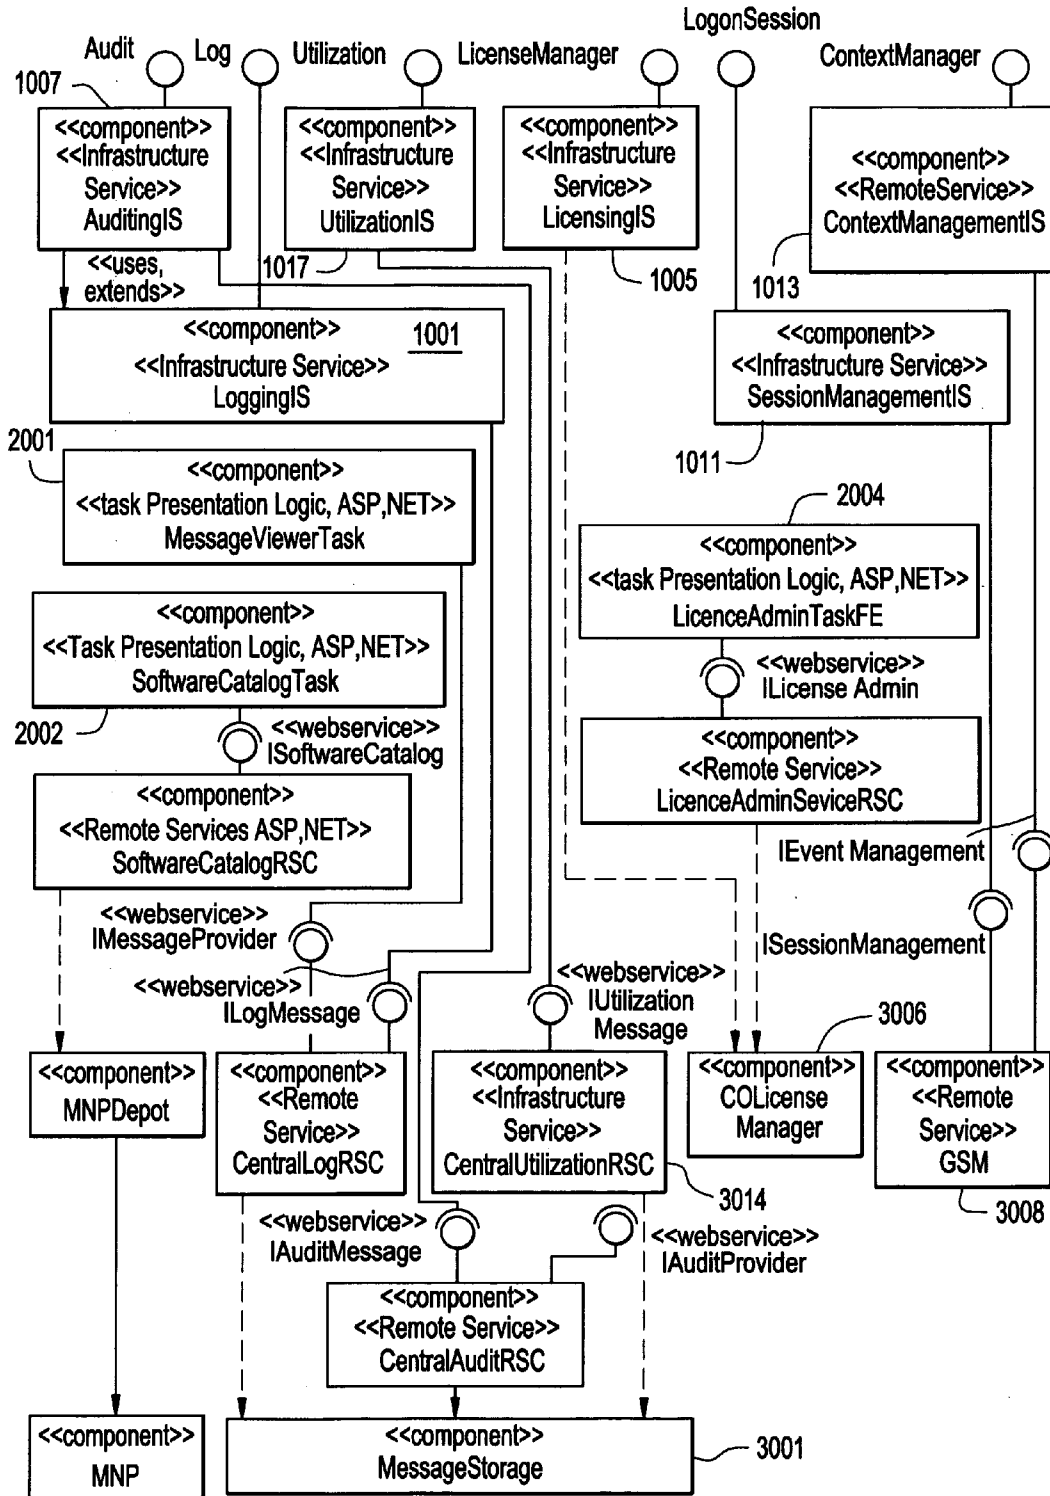 Audit
Log
Utilization
LicenseManager
LogonSession
ContextManager
1007
<<component>>
<<Infrastructure
Service>>
AuditingIS
<<component>>
<<Infrastructure
Service>>
UtilizationIS
<<component>>
<<Infrastructure
Service>>
LicensingIS
<<component>>
<<RemoteService>>
ContextManagementIS
<<uses,
extends>>
1017
1005
1013
<<component>>
1001
<<Infrastructure Service>>
LoggingIS
<<component>>
<<Infrastructure Service>>
SessionManagementIS
2001
1011
<<component>>
<<task Presentation Logic, ASP,NET>>
MessageViewerTask
2004
<<component>>
<<task Presentation Logic, ASP,NET>>
LicenceAdminTaskFE
<<component>>
<<Task Presentation Logic, ASP,NET>>
SoftwareCatalogTask
2002
<<webservice>>
ISoftwareCatalog
<<webservice>>
ILicense Admin
<<component>>
<<Remote Service>>
LicenceAdminSeviceRSC
<<component>>
<<Remote Services ASP,NET>>
SoftwareCatalogRSC
IEvent Management
<<webservice>>
IMessageProvider
ISessionManagement
<<webservice>>
ILogMessage
<<webservice>>
IUtilization
Message
3006
<<component>>
MNPDepot
<<component>>
<<Remote
Service>>
CentralLogRSC
<<component>>
<<Infrastructure
Service>>
CentralUtilizationRSC
<<component>>
COLicense
Manager
<<component>>
<<Remote
Service>>
GSM
3014
3008
<<webservice>>
IAuditMessage
<<webservice>>
IAuditProvider
<<component>>
<<Remote Service>>
CentralAuditRSC
<<component>>
MNP
<<component>>
MessageStorage
3001